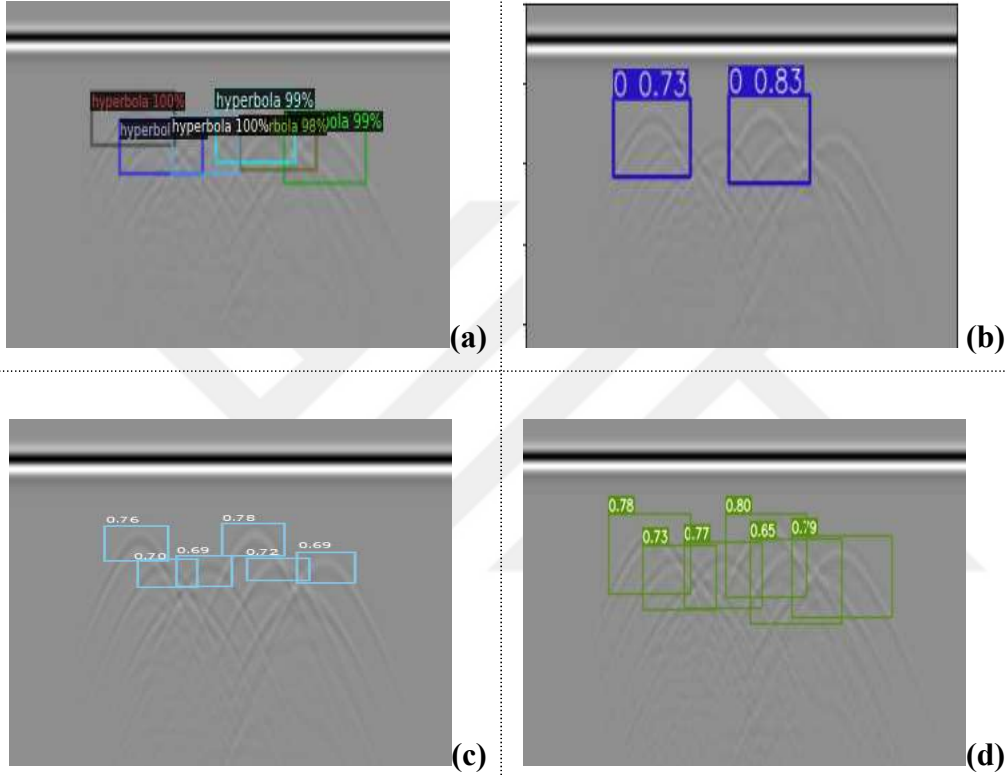 hyperbola 100%
hyperbola 99%
hyperbol
hyperbola 100%
rbola 98%
bola 99%
(a)
0 0.73
0 0.83
(b)
0.76
0.78
0.70
0.69
0.72
0.69
(c)
0.78
0.80
0.73
0.77
0.65
0.79
(d)